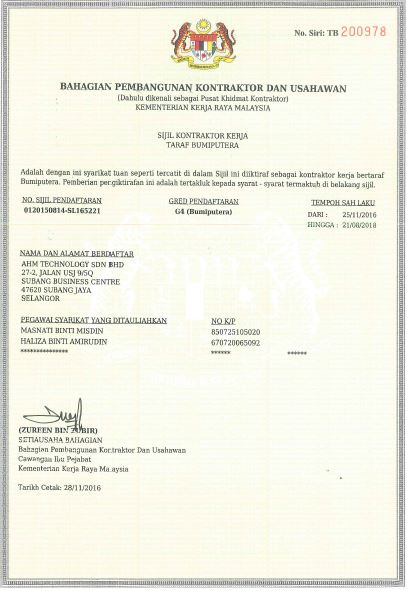 No. Siri: TB 200978
BAHAGIAN PEMBANGUNAN KONTRAKTOR DAN USAHAWAN
(Dahulu dikenali sebagai Pusat Khidmat Kontraktor)
KEMENTERIAN KERJA RAYA MALAYSIA
SIJIL KONTRAKTOR KERJA
TARAF BUMIPUTERA
Adalah dengan ini syarikat tuan seperti tercatit di dalam Sijil ini diiktiraf sebagai kontraktor kerja bertaraf
Bumiputera. Pemberian pengiktirafan ini adalah tertakluk kepada syarat - syarat termaktub di belakang sijil.
NO. SIJIL PENDAFTARAN GRED PENDAFTARAN TEMPOH SAH LAKU
0120150814-SL165221 G4 (Bumiputera) DARI : 25/11/2016
HINGGA : 21/08/2018
NAMA DAN ALAMAT BERDAFTAR
AHM TECHNOLOGY SDN BHD
27-2, JALAN USJ 9/5Q
SUBANG BUSINESS CENTRE
47620 SUBANG JAYA
SELANGOR
PEGAWAI SYARIKAT YANG DITAULIAHKAN NO K/P
MASNATI BINTI MISDIN 850725105020
HALIZA BINTI AMIRUDIN 670720065092
*************** ****** ******
(ZUREEN BIN ZUBIR)
SETIAUSAHA BAHAGIAN
Bahagian Pembangunan Kontraktor Dan Usahawan
Cawangan Ibu Pejabat
Kementerian Kerja Raya Malaysia
Tarikh Cetak: 28/11/2016